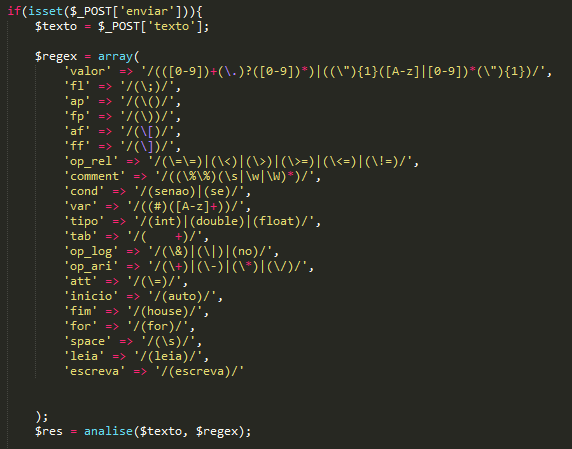 if(isset($_POST['enviar'])){
$texto = $_POST['texto'];
$regex = array(
'valor' => '/(([0-9])+(\.)?([0-9])*)|((\"){1}([A-z]|[0-9])*(\"){1})/',
'fl' => '/(\;)/',
'ap' => '/(\()/',
'fp' => '/(\))/',
'af' => '/(\[)/',
'ff' => '/(\])/',
'op_rel' => '/(\=\=)|(\<)|(\>)|(\>=)|(\<=)|(\!=)/',
'comment' => '/((\%\%)(\s|\w|\W)*)/',
'cond' => '/(senao)|(se)/',
'var' => '/((#)([A-z]+))/',
'tipo' => '/(int)|(double)|(float)/',
'tab' => '/(    +)/',
'op_log' => '/(\&)|(\|)|(no)/',
'op_ari' => '/(\+)|(\-)|(\*)|(\/)/',
'att' => '/(\=)/',
'inicio' => '/(auto)/',
'fim' => '/(house)/',
'for' => '/(for)/',
'space' => '/(\s)/',
'leia' => '/(leia)/',
'escreva' => '/(escreva)/'
);
$res = analise($texto, $regex);